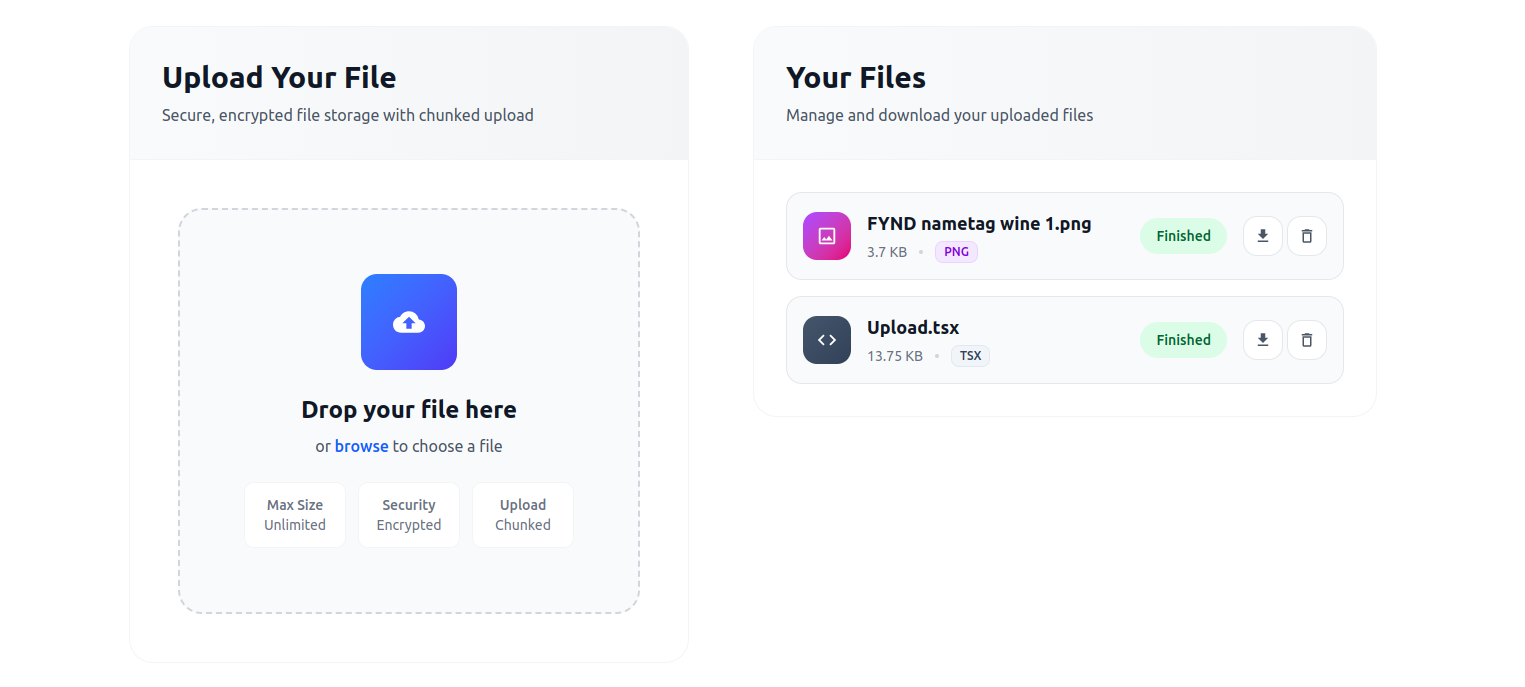 Upload Your File
Secure, encrypted file storage with chunked upload
Drop your file here
or browse to choose a file
Max Size
Unlimited
Security
Encrypted
Upload
Chunked
Your Files
Manage and download your uploaded files
FYND nametag wine 1.png
3.7 KB • PNG
Finished
Upload.tsx
13.75 KB • TSX
Finished